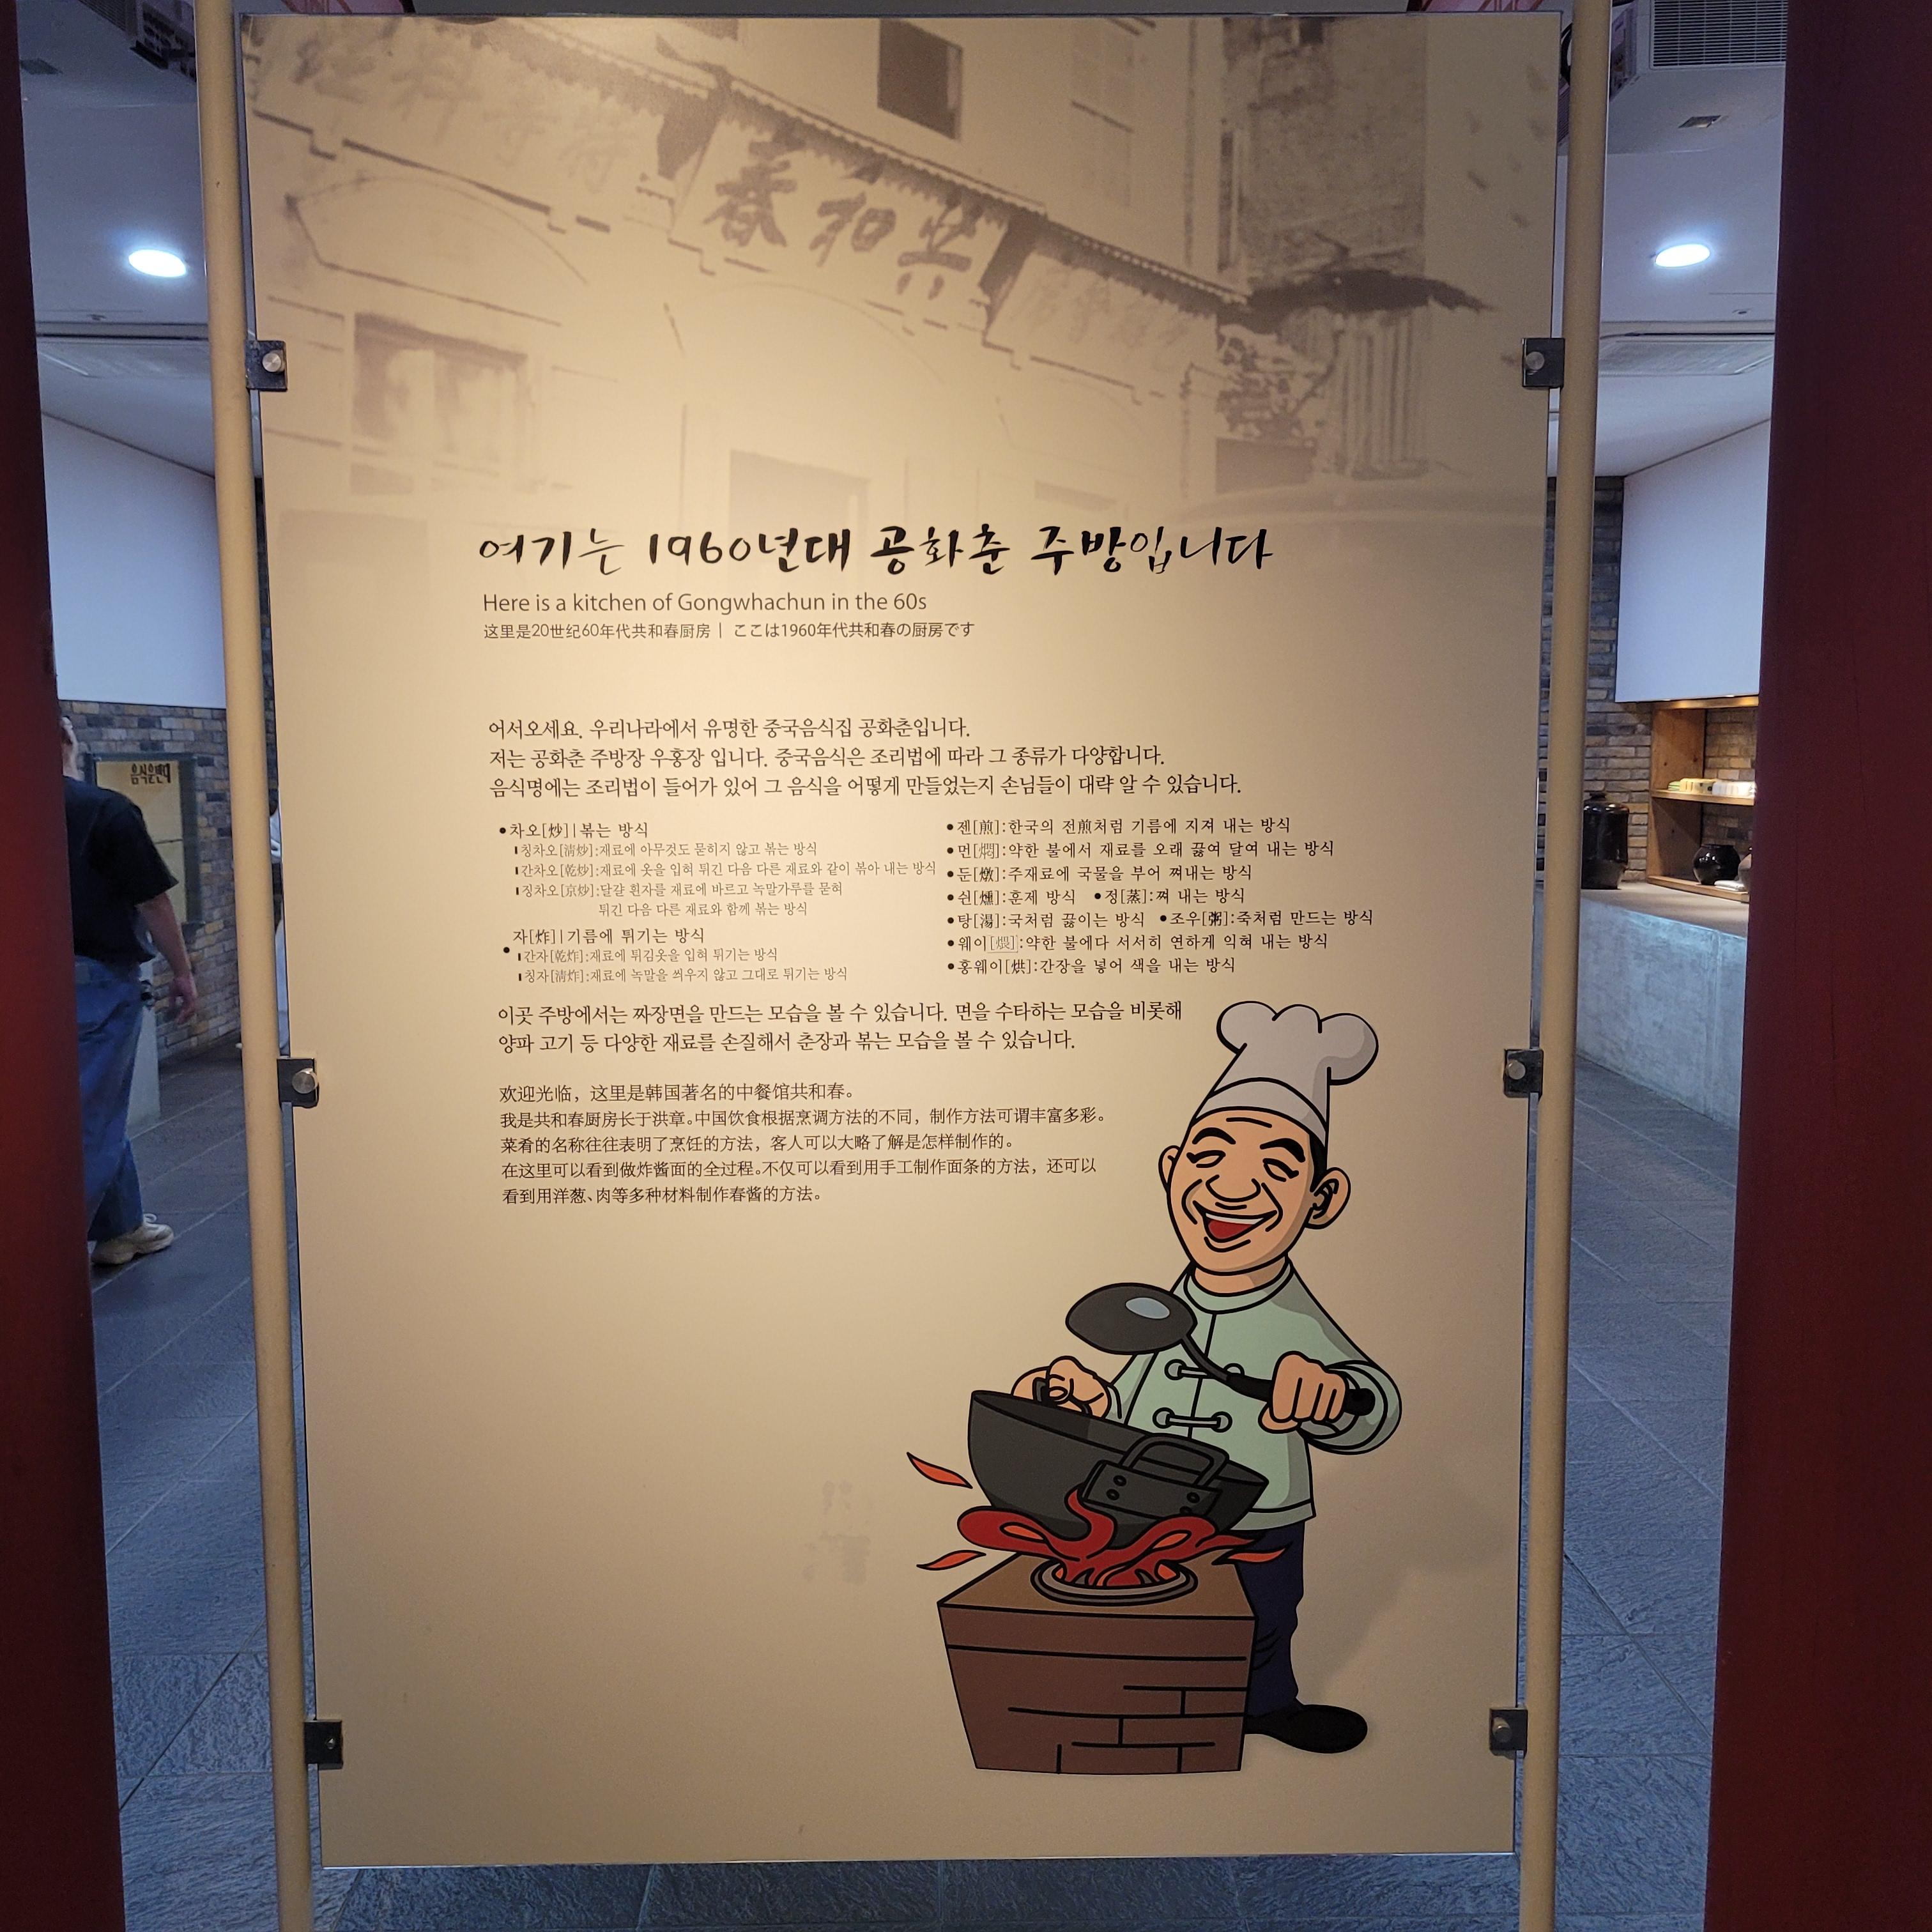 春和共
여기는 1960년대 공화춘 주방입니다
Here is a kitchen of Gongwhachun in the 60s
这里是20世纪60年代共和春厨房 | ここは1960年代共和春の厨房です
어서오세요. 우리나라에서 유명한 중국음식집 공화춘입니다.
저는 공화춘 주방장 우홍장 입니다. 중국음식은 조리법에 따라 그 종류가 다양합니다.
음식명에는 조리법이 들어가 있어 그 음식을 어떻게 만들었는지 손님들이 대략 알 수 있습니다.
•차오[炒]|볶는 방식
칭차오[淸炒]:재료에 아무것도 묻히지 않고 볶는 방식
간차오[乾炒]:재료에 옷을 입혀 튀긴 다음 다른 재료와 같이 볶아 내는 방식
징차오[京炒]:달걀 흰자를 재료에 바르고 녹말가루를 묻혀
튀긴 다음 다른 재료와 함께 볶는 방식
•자[炸]|기름에 튀기는 방식
간자[乾炸]:재료에 튀김옷을 입혀 튀기는 방식
칭자[淸炸]:재료에 녹말을 씌우지 않고 그대로 튀기는 방식
•젠[煎]:한국의 전煎처럼 기름에 지져 내는 방식
•먼[燜]:약한 불에서 재료를 오래 끓여 달여 내는 방식
•둔[燉]:주재료에 국물을 부어 쪄내는 방식
•쉰[燻]:훈제 방식 •정[蒸]:쪄 내는 방식
•탕[湯]:국처럼 끓이는 방식 •조우[粥]:죽처럼 만드는 방식
•웨이[煨]:약한 불에다 서서히 연하게 익혀 내는 방식
•홍웨이[烘]:간장을 넣어 색을 내는 방식
이곳 주방에서는 짜장면을 만드는 모습을 볼 수 있습니다. 면을 수타하는 모습을 비롯해
양파 고기 등 다양한 재료를 손질해서 춘장과 볶는 모습을 볼 수 있습니다.
欢迎光临，这里是韩国著名的中餐馆共和春。
我是共和春厨房长于洪章。中国饮食根据烹调方法的不同，制作方法可谓丰富多彩。
菜肴的名称往往表明了烹饪的方法，客人可以大略了解是怎样制作的。
在这里可以看到做炸酱面的全过程。不仅可以看到用手工制作面条的方法，还可以
看到用洋葱、肉等多种材料制作春酱的方法。